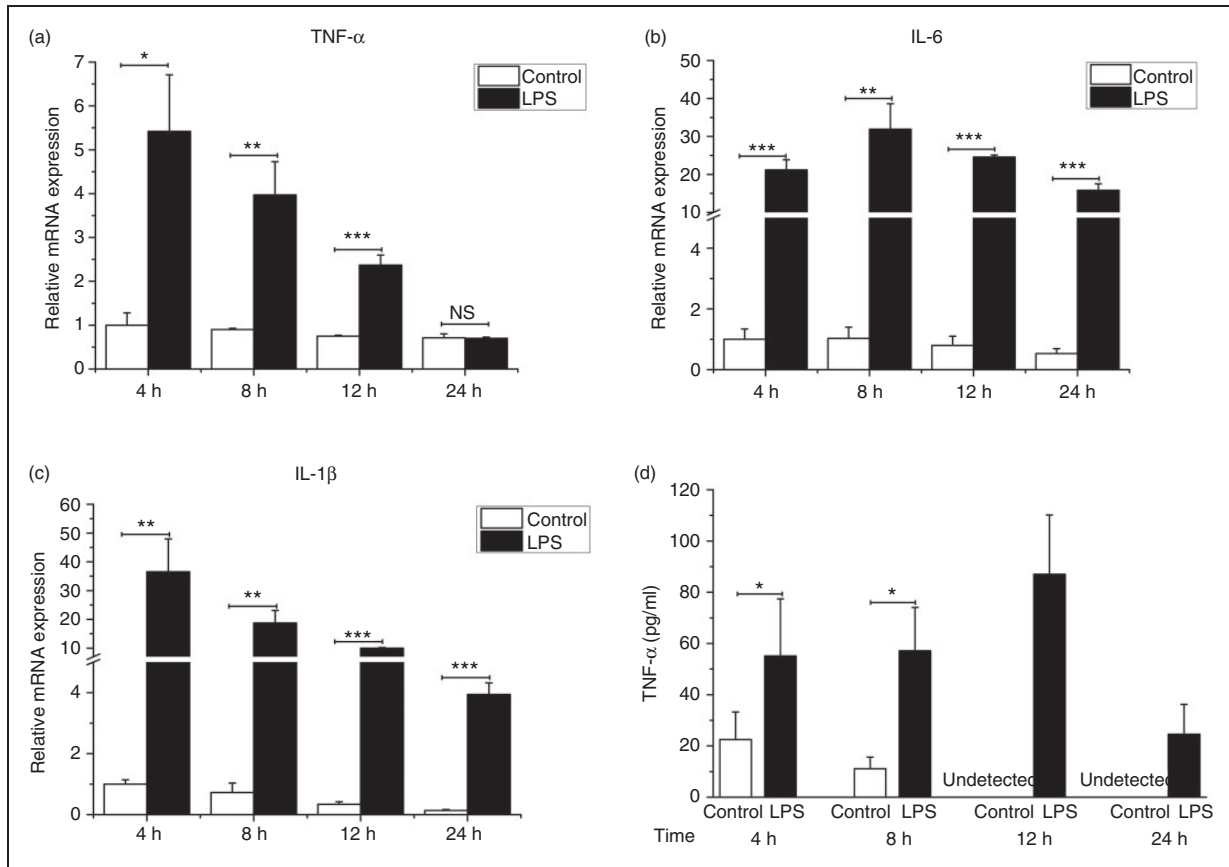 (a) TNF-α
7
6
5
4
3
2
1
0
Relative mRNA expression
* ** *** NS
Control
LPS
4 h 8 h 12 h 24 h
(b) IL-6
50
40
30
20
10
4
2
0
Relative mRNA expression
*** ** *** ***
Control
LPS
4 h 8 h 12 h 24 h
(c) IL-1β
60
50
40
30
20
10
4
2
0
Relative mRNA expression
** ** *** ***
Control
LPS
4 h 8 h 12 h 24 h
(d)
120
100
80
60
40
20
0
TNF-α (pg/ml)
* *
Undetected Undetected
Control LPS Control LPS Control LPS Control LPS
Time 4 h 8 h 12 h 24 h